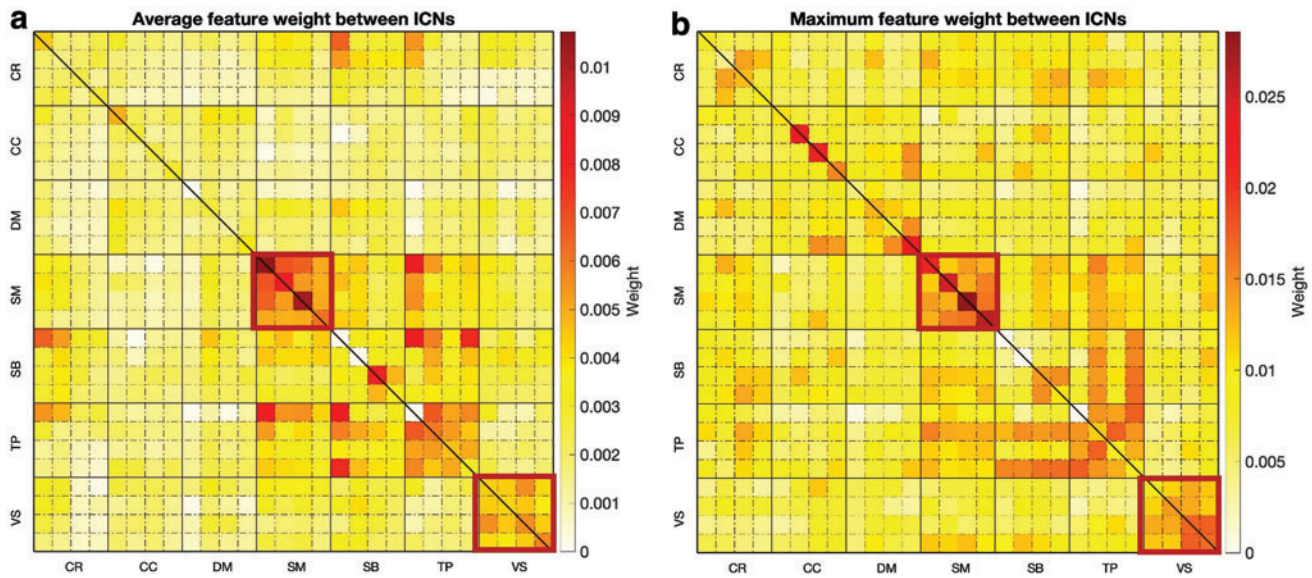 a
Average feature weight between ICNs
CR
CC
DM
SM
SB
TP
VS
CR CC DM SM SB TP VS
0.01
0.009
0.008
0.007
0.006
0.005
0.004
0.003
0.002
0.001
0
Weight
b
Maximum feature weight between ICNs
CR
CC
DM
SM
SB
TP
VS
CR CC DM SM SB TP VS
0.025
0.02
0.015
0.01
0.005
0
Weight